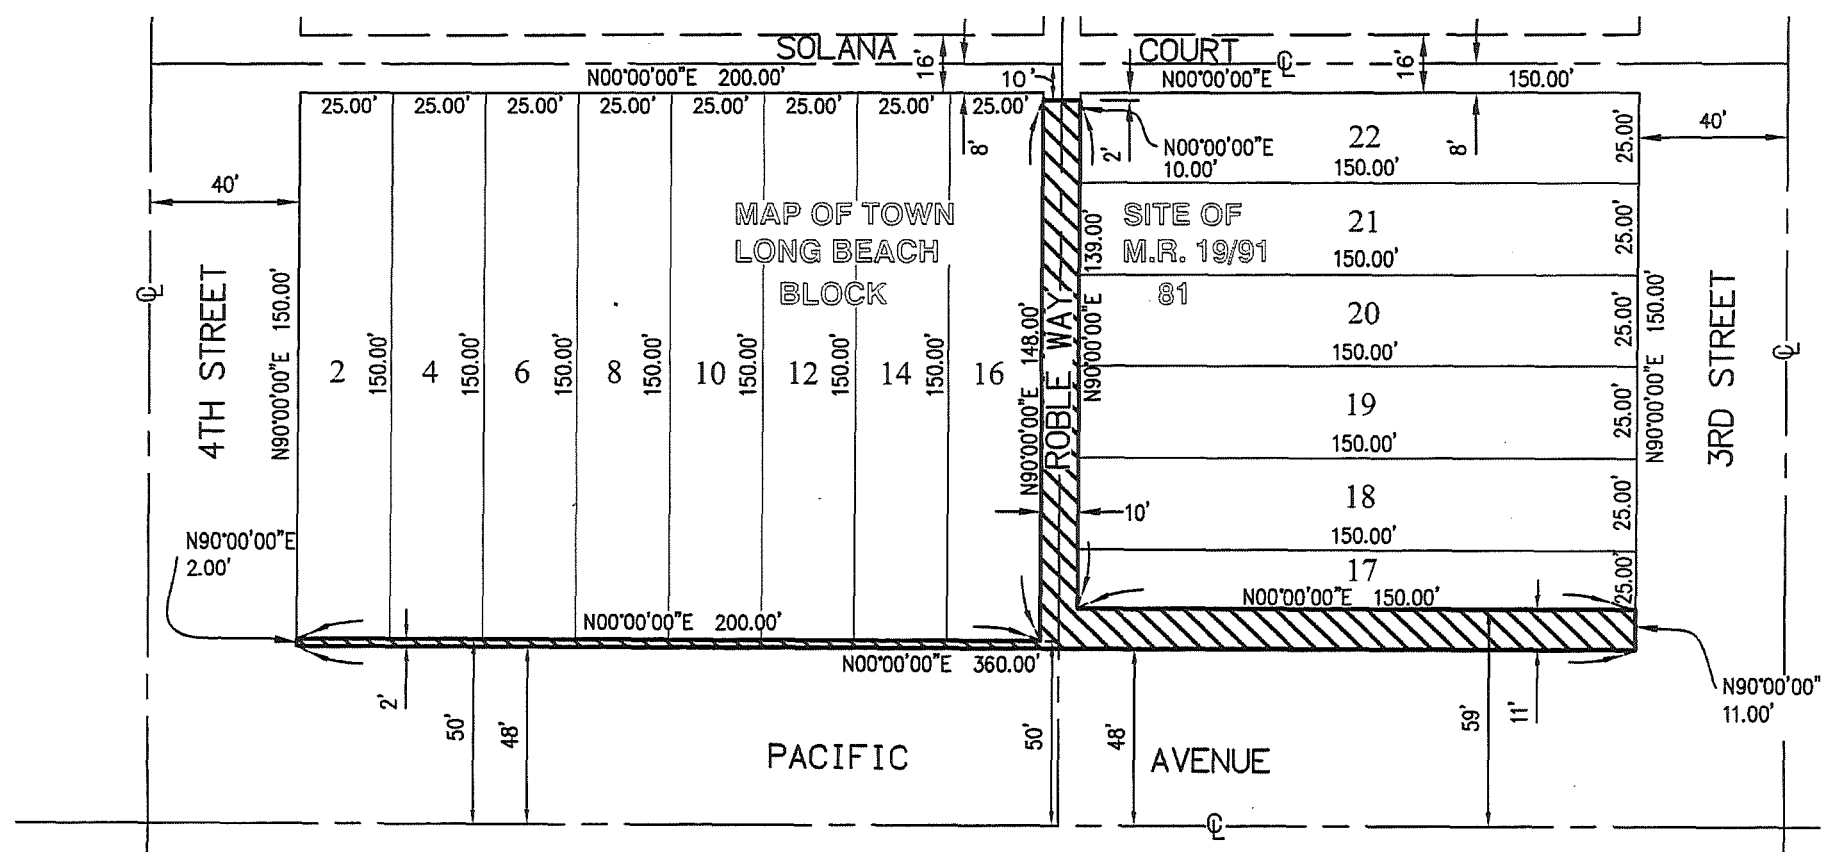 SOLANA
COURT
℄
N00°00'00"E 200.00'
16'
10'
N00°00'00"E
16'
150.00'
25.00' 25.00' 25.00' 25.00' 25.00' 25.00' 25.00' 25.00'
8'
2'
N00°00'00"E
10.00'
8'
22
150.00'
25.00'
40'
40'
MAP OF TOWN
LONG BEACH
BLOCK
SITE OF
M.R. 19/91
81
139.00'
N90°00'00"E
21
150.00'
25.00'
℄
4TH STREET
N90°00'00"E 150.00'
2
150.00'
4
150.00'
6
150.00'
8
150.00'
10
150.00'
12
150.00'
14
150.00'
16
N90°00'00"E 148.00'
ROBLE WAY
20
150.00'
25.00'
N90°00'00"E 150.00'
3RD STREET
℄
19
150.00'
25.00'
18
150.00'
25.00'
10'
N90°00'00"E
2.00'
17
25.00'
N00°00'00"E 150.00'
N00°00'00"E 200.00'
N00°00'00"E 360.00'
2'
50'
48'
50'
48'
59'
11'
N90°00'00"
11.00'
PACIFIC
AVENUE
℄